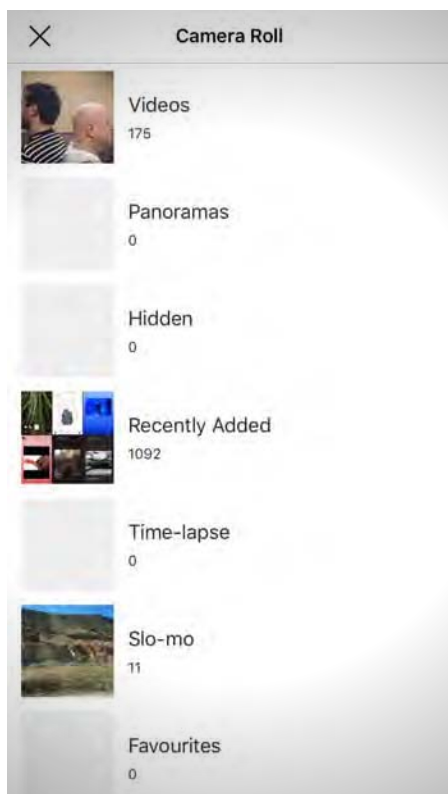 Camera Roll
Videos
175
Panoramas
0
Hidden
0
Recently Added
1092
Time-lapse
0
Slo-mo
11
Favourites
0